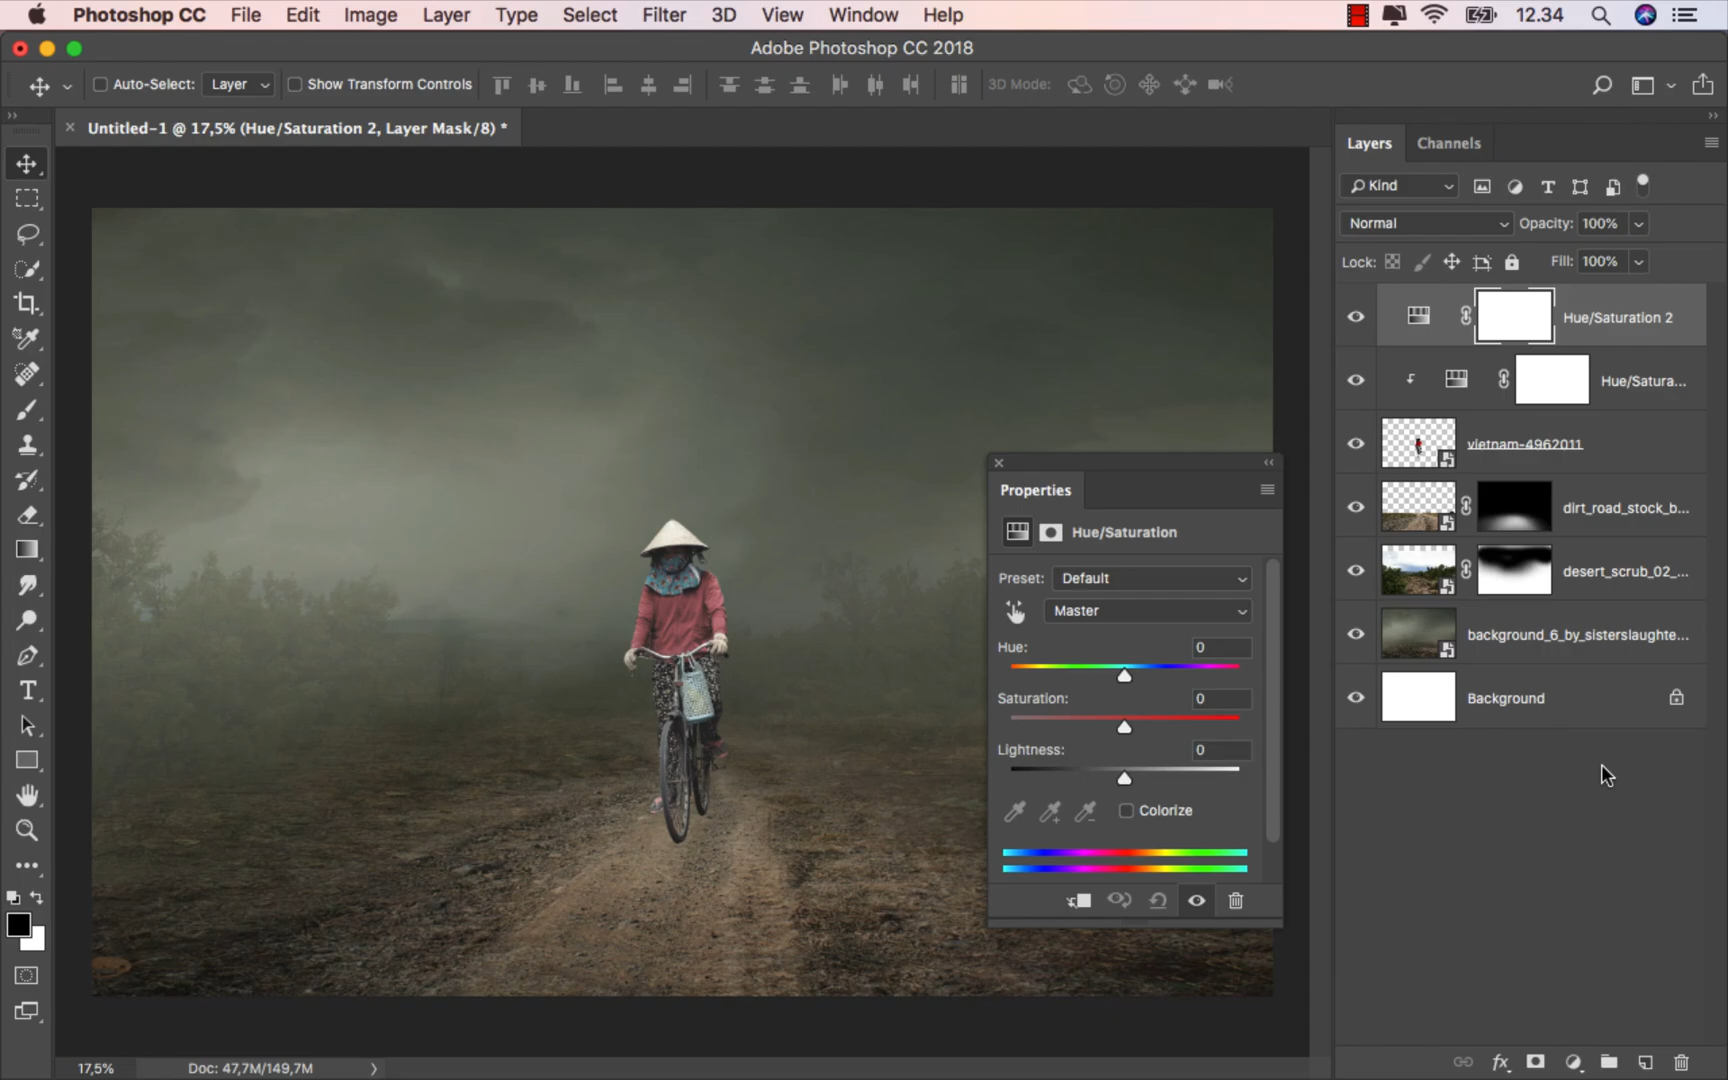 Photoshop CC File Edit Image Layer Type Select Filter 3D View Window Help 12.34
Adobe Photoshop CC 2018
Auto-Select: Layer Show Transform Controls 3D Mode:
Untitled-1 @ 17,5% (Hue/Saturation 2, Layer Mask/8) *
Layers Channels
Kind
Normal Opacity: 100%
Lock: Fill: 100%
Hue/Saturation 2
Hue/Satura...
vietnam-4962011
dirt_road_stock_b...
desert_scrub_02_...
background_6_by_sisterslaughte...
Background
Properties
Hue/Saturation
Preset: Default
Master
Hue: 0
Saturation: 0
Lightness: 0
Colorize
17,5% Doc: 47,7M/149,7M